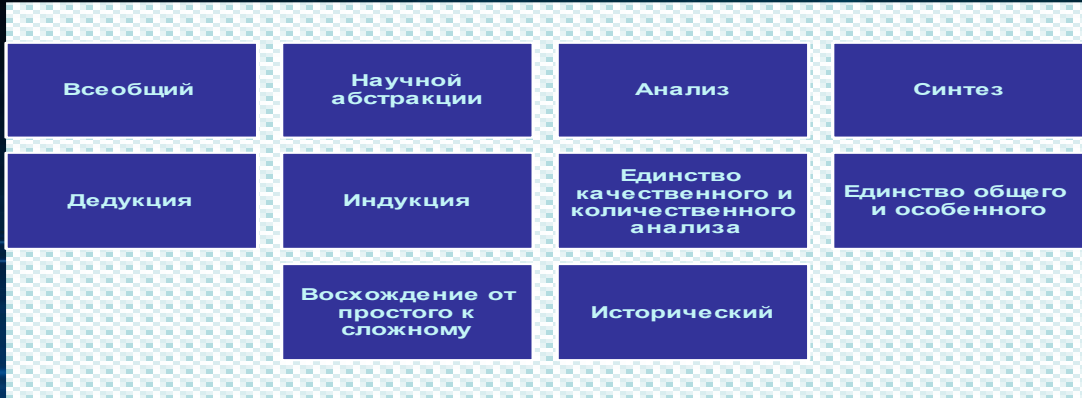 Всеобщий
Научной
абстракции
Анализ
Синтез
Дедукция
Индукция
Единство
качественного и
количественного
анализа
Единство общего
и особенного
Восхождение от
простого к
сложному
Исторический